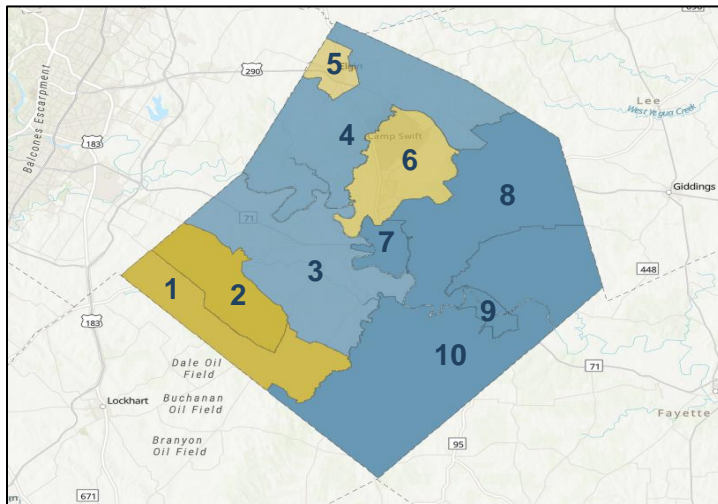 696
290
5
Elgin
Lee
West Yegua Creek
Balcones Escarpment
183
4
Camp Swift
6
8
Giddings
71
7
3
448
1
2
9
183
10
Dale Oil
Field
71
Lockhart
Buchanan
Oil Field
Fayette
Branyon
Oil Field
95
671